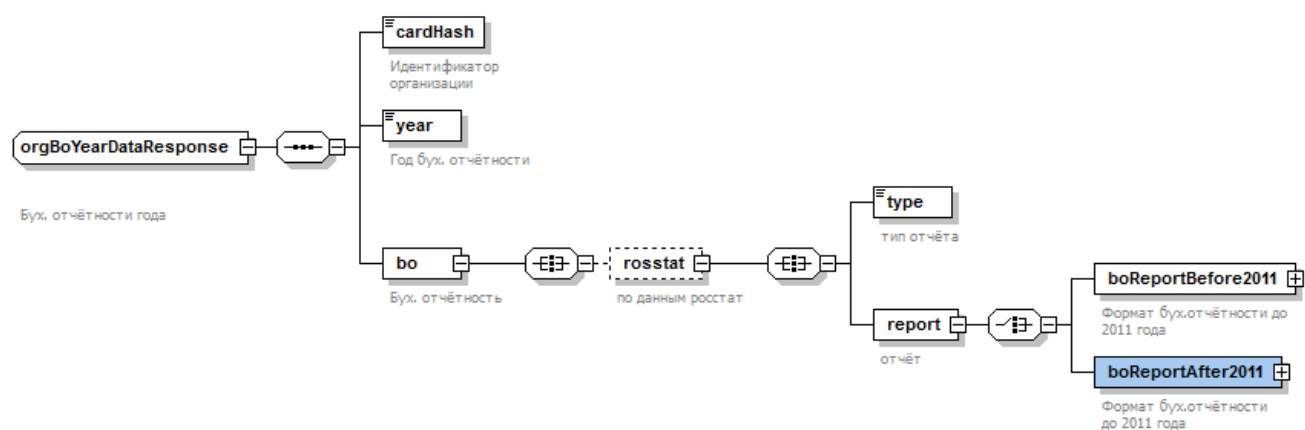 cardHash
Идентификатор
организации
year
Год бух. отчётности
orgBoYearDataResponse
Бух. отчётности года
bo
Бух. отчётность
rosstat
по данным росстат
type
тип отчёта
report
отчёт
boReportBefore2011
Формат бух.отчётности до
2011 года
boReportAfter2011
Формат бух.отчётности
до 2011 года